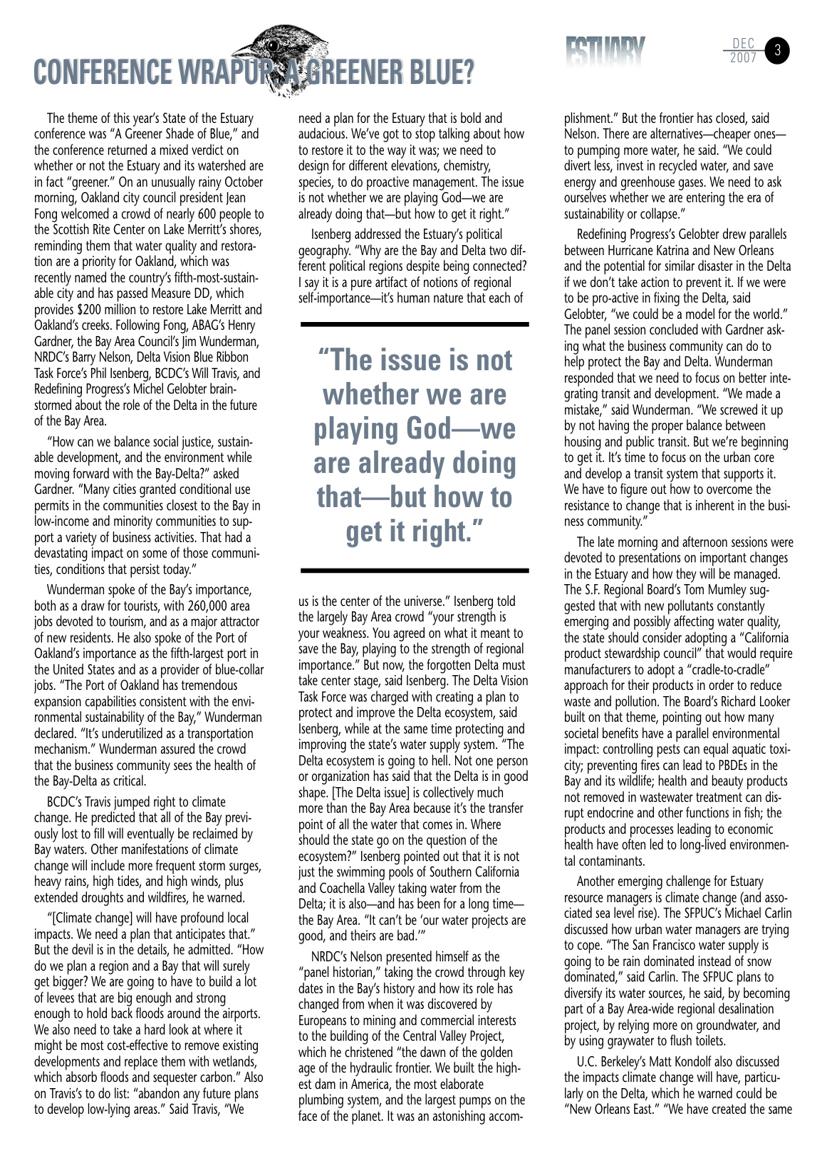 CONFERENCE WRAPUP: A GREENER BLUE?
ESTUARY
DEC
2007
3
The theme of this year's State of the Estuary
conference was "A Greener Shade of Blue," and
the conference returned a mixed verdict on
whether or not the Estuary and its watershed are
in fact "greener." On an unusually rainy October
morning, Oakland city council president Jean
Fong welcomed a crowd of nearly 600 people to
the Scottish Rite Center on Lake Merritt's shores,
reminding them that water quality and restora-
tion are a priority for Oakland, which was
recently named the country's fifth-most-sustain-
able city and has passed Measure DD, which
provides $200 million to restore Lake Merritt and
Oakland's creeks. Following Fong, ABAG's Henry
Gardner, the Bay Area Council's Jim Wunderman,
NRDC's Barry Nelson, Delta Vision Blue Ribbon
Task Force's Phil Isenberg, BCDC's Will Travis, and
Redefining Progress's Michel Gelobter brain-
stormed about the role of the Delta in the future
of the Bay Area.
"How can we balance social justice, sustain-
able development, and the environment while
moving forward with the Bay-Delta?" asked
Gardner. "Many cities granted conditional use
permits in the communities closest to the Bay in
low-income and minority communities to sup-
port a variety of business activities. That had a
devastating impact on some of those communi-
ties, conditions that persist today."
Wunderman spoke of the Bay's importance,
both as a draw for tourists, with 260,000 area
jobs devoted to tourism, and as a major attractor
of new residents. He also spoke of the Port of
Oakland's importance as the fifth-largest port in
the United States and as a provider of blue-collar
jobs. "The Port of Oakland has tremendous
expansion capabilities consistent with the envi-
ronmental sustainability of the Bay," Wunderman
declared. "It's underutilized as a transportation
mechanism." Wunderman assured the crowd
that the business community sees the health of
the Bay-Delta as critical.
BCDC's Travis jumped right to climate
change. He predicted that all of the Bay previ-
ously lost to fill will eventually be reclaimed by
Bay waters. Other manifestations of climate
change will include more frequent storm surges,
heavy rains, high tides, and high winds, plus
extended droughts and wildfires, he warned.
"[Climate change] will have profound local
impacts. We need a plan that anticipates that."
But the devil is in the details, he admitted. "How
do we plan a region and a Bay that will surely
get bigger? We are going to have to build a lot
of levees that are big enough and strong
enough to hold back floods around the airports.
We also need to take a hard look at where it
might be most cost-effective to remove existing
developments and replace them with wetlands,
which absorb floods and sequester carbon." Also
on Travis's to do list: "abandon any future plans
to develop low-lying areas." Said Travis, "We
need a plan for the Estuary that is bold and
audacious. We've got to stop talking about how
to restore it to the way it was; we need to
design for different elevations, chemistry,
species, to do proactive management. The issue
is not whether we are playing God—we are
already doing that—but how to get it right."
Isenberg addressed the Estuary's political
geography. "Why are the Bay and Delta two dif-
ferent political regions despite being connected?
I say it is a pure artifact of notions of regional
self-importance—it's human nature that each of
"The issue is not
whether we are
playing God—we
are already doing
that—but how to
get it right."
us is the center of the universe." Isenberg told
the largely Bay Area crowd "your strength is
your weakness. You agreed on what it meant to
save the Bay, playing to the strength of regional
importance." But now, the forgotten Delta must
take center stage, said Isenberg. The Delta Vision
Task Force was charged with creating a plan to
protect and improve the Delta ecosystem, said
Isenberg, while at the same time protecting and
improving the state's water supply system. "The
Delta ecosystem is going to hell. Not one person
or organization has said that the Delta is in good
shape. [The Delta issue] is collectively much
more than the Bay Area because it's the transfer
point of all the water that comes in. Where
should the state go on the question of the
ecosystem?" Isenberg pointed out that it is not
just the swimming pools of Southern California
and Coachella Valley taking water from the
Delta; it is also—and has been for a long time—
the Bay Area. "It can't be 'our water projects are
good, and theirs are bad.'"
NRDC's Nelson presented himself as the
"panel historian," taking the crowd through key
dates in the Bay's history and how its role has
changed from when it was discovered by
Europeans to mining and commercial interests
to the building of the Central Valley Project,
which he christened "the dawn of the golden
age of the hydraulic frontier. We built the high-
est dam in America, the most elaborate
plumbing system, and the largest pumps on the
face of the planet. It was an astonishing accom-
plishment." But the frontier has closed, said
Nelson. There are alternatives—cheaper ones—
to pumping more water, he said. "We could
divert less, invest in recycled water, and save
energy and greenhouse gases. We need to ask
ourselves whether we are entering the era of
sustainability or collapse."
Redefining Progress's Gelobter drew parallels
between Hurricane Katrina and New Orleans
and the potential for similar disaster in the Delta
if we don't take action to prevent it. If we were
to be pro-active in fixing the Delta, said
Gelobter, "we could be a model for the world."
The panel session concluded with Gardner ask-
ing what the business community can do to
help protect the Bay and Delta. Wunderman
responded that we need to focus on better inte-
grating transit and development. "We made a
mistake," said Wunderman. "We screwed it up
by not having the proper balance between
housing and public transit. But we're beginning
to get it. It's time to focus on the urban core
and develop a transit system that supports it.
We have to figure out how to overcome the
resistance to change that is inherent in the busi-
ness community."
The late morning and afternoon sessions were
devoted to presentations on important changes
in the Estuary and how they will be managed.
The S.F. Regional Board's Tom Mumley sug-
gested that with new pollutants constantly
emerging and possibly affecting water quality,
the state should consider adopting a "California
product stewardship council" that would require
manufacturers to adopt a "cradle-to-cradle"
approach for their products in order to reduce
waste and pollution. The Board's Richard Looker
built on that theme, pointing out how many
societal benefits have a parallel environmental
impact: controlling pests can equal aquatic toxi-
city; preventing fires can lead to PBDEs in the
Bay and its wildlife; health and beauty products
not removed in wastewater treatment can dis-
rupt endocrine and other functions in fish; the
products and processes leading to economic
health have often led to long-lived environmen-
tal contaminants.
Another emerging challenge for Estuary
resource managers is climate change (and asso-
ciated sea level rise). The SFPUC's Michael Carlin
discussed how urban water managers are trying
to cope. "The San Francisco water supply is
going to be rain dominated instead of snow
dominated," said Carlin. The SFPUC plans to
diversify its water sources, he said, by becoming
part of a Bay Area-wide regional desalination
project, by relying more on groundwater, and
by using graywater to flush toilets.
U.C. Berkeley's Matt Kondolf also discussed
the impacts climate change will have, particu-
larly on the Delta, which he warned could be
"New Orleans East." "We have created the same